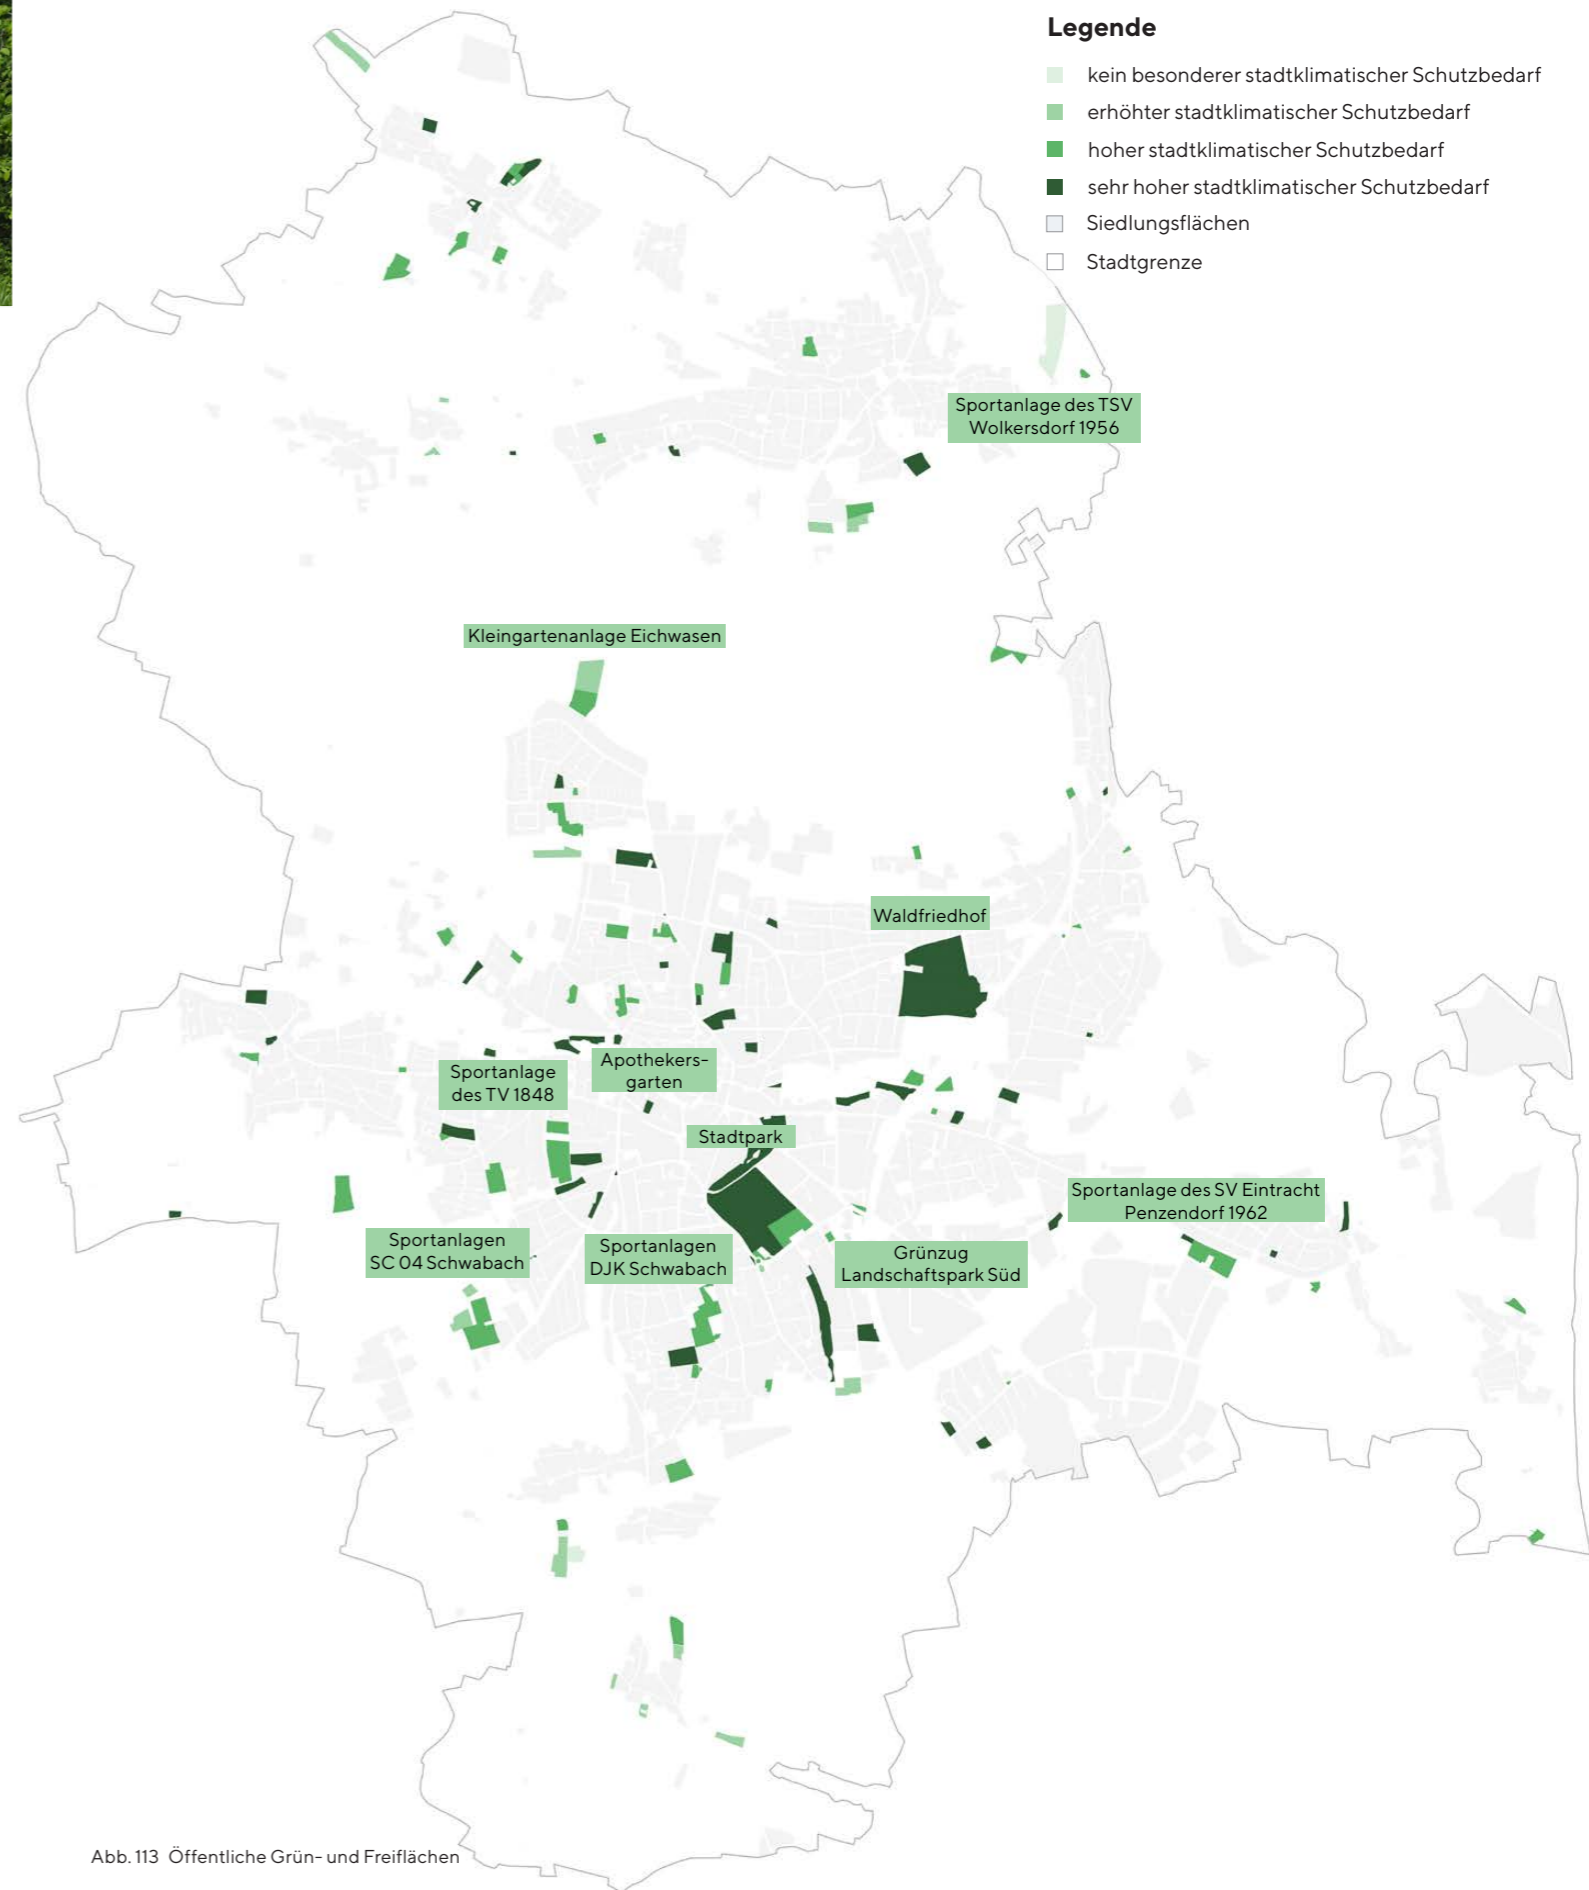 Legende
kein besonderer stadtklimatischer Schutzbedarf
erhöhter stadtklimatischer Schutzbedarf
hoher stadtklimatischer Schutzbedarf
sehr hoher stadtklimatischer Schutzbedarf
Siedlungsflächen
Stadtgrenze
Sportanlage des TSV
Wolkersdorf 1956
Kleingartenanlage Eichwasen
Waldfriedhof
Apothekers-
garten
Sportanlage
des TV 1848
Stadtpark
Sportanlage des SV Eintracht
Penzendorf 1962
Sportanlagen
SC 04 Schwabach
Sportanlagen
DJK Schwabach
Grünzug
Landschaftspark Süd
Abb. 113 Öffentliche Grün- und Freiflächen